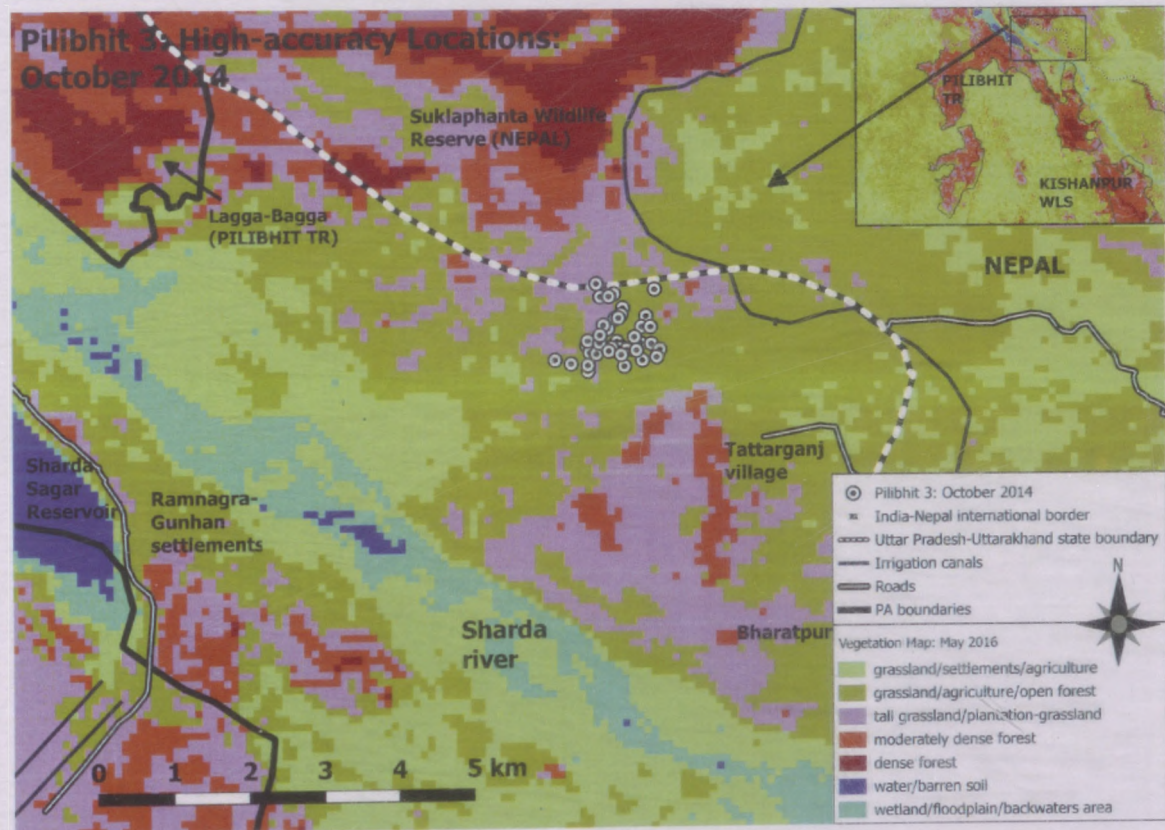 Pilibhit 3: High-accuracy Locations:
October 2014
Suklaphanta Wildlife
Reserve (NEPAL)
Lagga-Bagga
(PILIBHIT TR)
PILIBHIT
TR
KISHANPUR
WLS
NEPAL
Sharda
Sagar
Reservoir
Ramnagra-
Gunhan
settlements
Tattarganj
village
Sharda
river
Bharatpur
0 1 2 3 4 5 km
Pilibhit 3: October 2014
India-Nepal international border
Uttar Pradesh-Uttarakhand state boundary
Irrigation canals
Roads
PA boundaries
N
Vegetation Map: May 2016
grassland/settlements/agriculture
grassland/agriculture/open forest
tall grassland/plantation-grassland
moderately dense forest
dense forest
water/barren soil
wetland/floodplain/backwaters area